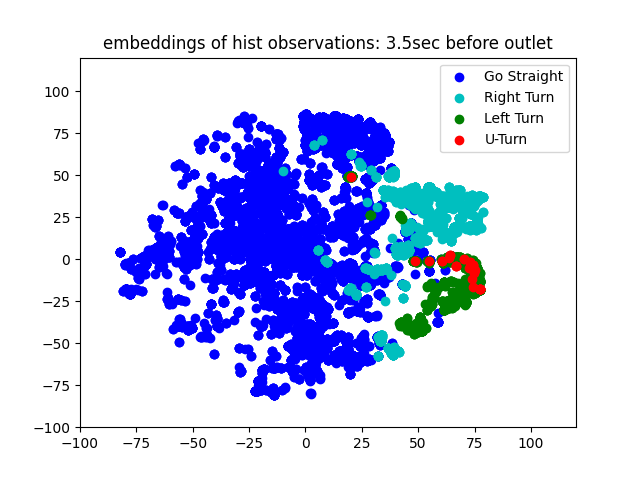 embeddings of hist observations: 3.5sec before outlet
Go Straight
Right Turn
Left Turn
U-Turn
100
75
50
25
0
−25
−50
−75
−100
−100 −75 −50 −25 0 25 50 75 100